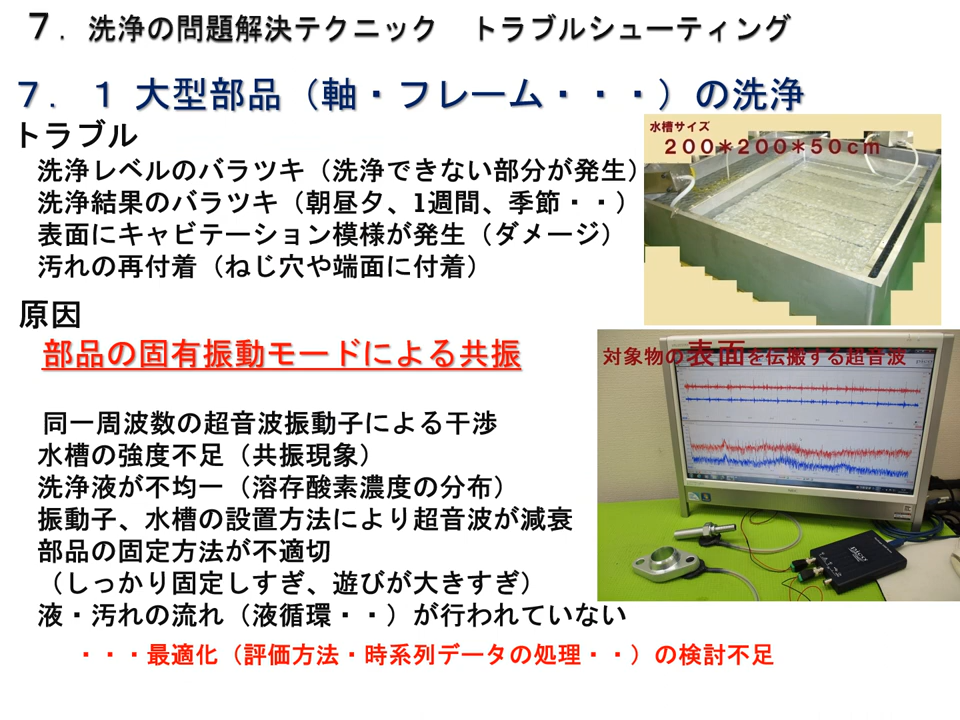 ７．洗浄の問題解決テクニック　トラブルシューティング
７．１ 大型部品（軸・フレーム・・・）の洗浄
トラブル
洗浄レベルのバラツキ（洗浄できない部分が発生）
洗浄結果のバラツキ（朝昼夕、1週間、季節・・）
表面にキャビテーション模様が発生（ダメージ）
汚れの再付着（ねじ穴や端面に付着）
水槽サイズ
２００＊２００＊５０ｃｍ
原因
部品の固有振動モードによる共振
対象物の表面を伝搬する超音波
同一周波数の超音波振動子による干渉
水槽の強度不足（共振現象）
洗浄液が不均一（溶存酸素濃度の分布）
振動子、水槽の設置方法により超音波が減衰
部品の固定方法が不適切
（しっかり固定しすぎ、遊びが大きすぎ）
液・汚れの流れ（液循環・・）が行われていない
・・・最適化（評価方法・時系列データの処理・・）の検討不足
pico